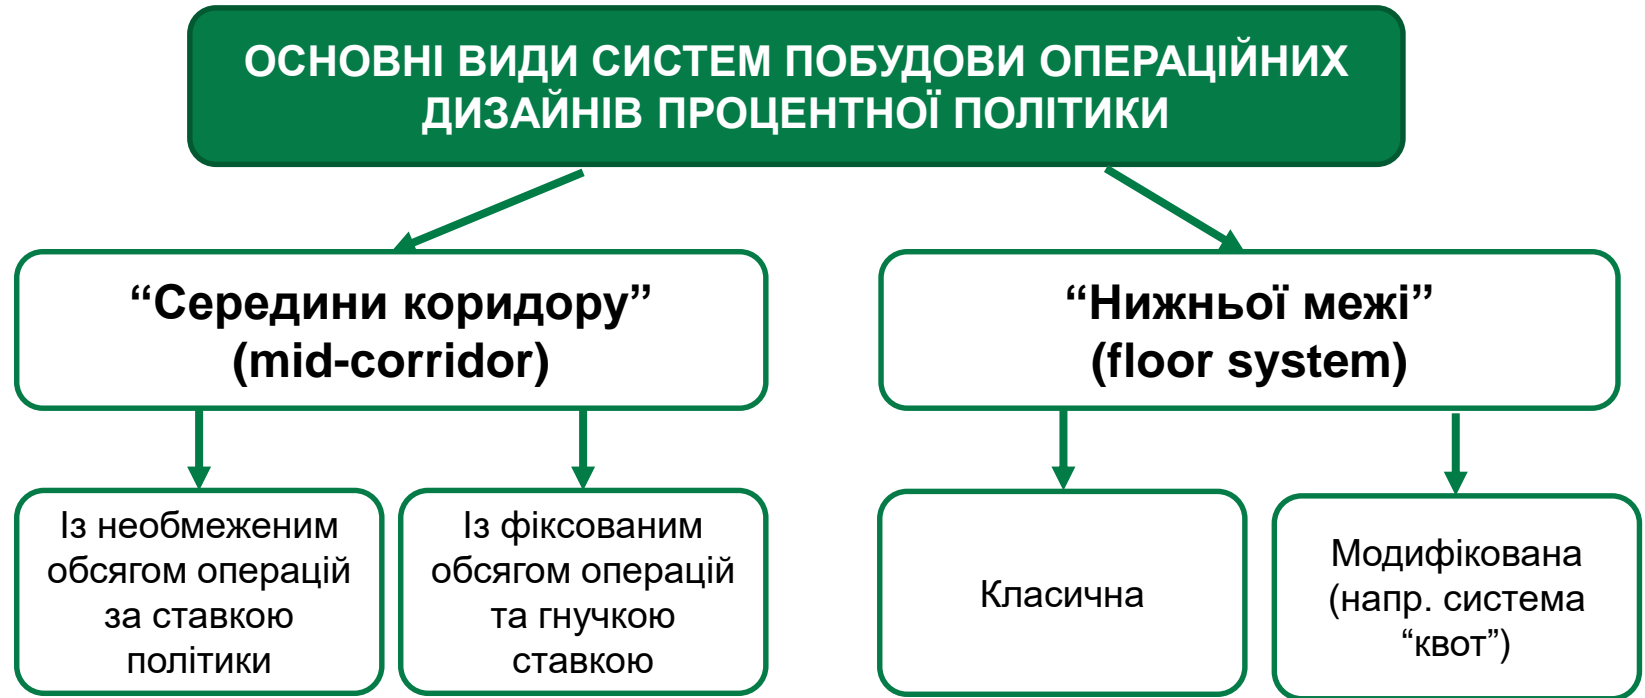 ОСНОВНІ ВИДИ СИСТЕМ ПОБУДОВИ ОПЕРАЦІЙНИХ
ДИЗАЙНІВ ПРОЦЕНТНОЇ ПОЛІТИКИ
“Середини коридору”
(mid-corridor)
“Нижньої межі”
(floor system)
Із необмеженим
обсягом операцій
за ставкою
політики
Із фіксованим
обсягом операцій
та гнучкою
ставкою
Класична
Модифікована
(напр. система
“квот”)